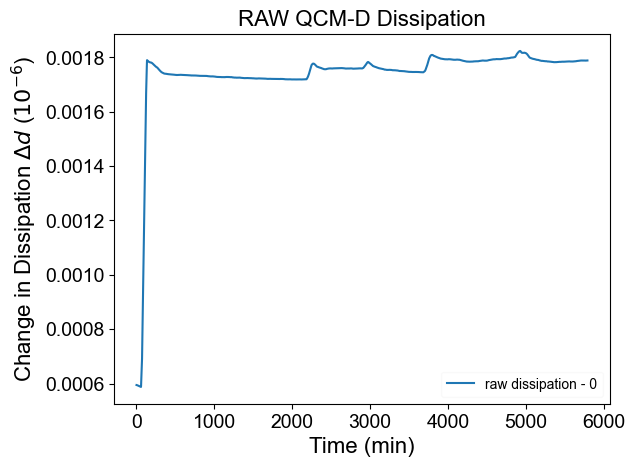 RAW QCM-D Dissipation
Change in Dissipation Δd (10⁻⁶)
0.0018
0.0016
0.0014
0.0012
0.0010
0.0008
0.0006
raw dissipation - 0
0 1000 2000 3000 4000 5000 6000
Time (min)